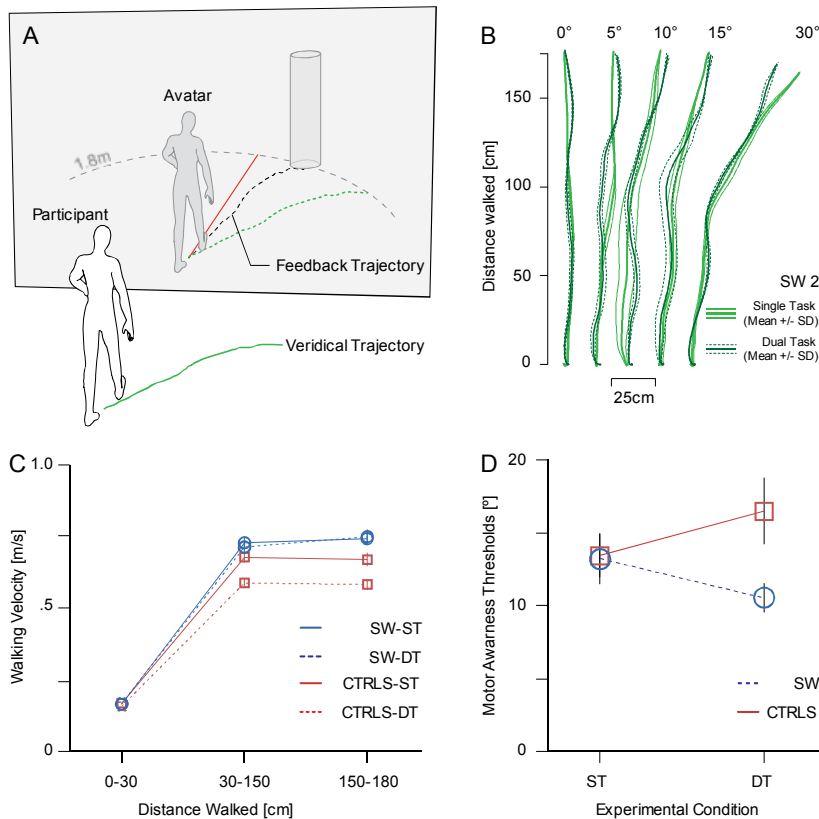 A
Avatar
1.8m
Participant
Feedback Trajectory
Veridical Trajectory
B
0° 5° 10° 15° 30°
Distance walked [cm]
150
100
50
0
SW 2
Single Task
(Mean +/- SD)
Dual Task
(Mean +/- SD)
25cm
C
Walking Velocity [m/s]
1.0
.5
0
SW-ST
SW-DT
CTRLS-ST
CTRLS-DT
0-30 30-150 150-180
Distance Walked [cm]
D
Motor Awarness Thresholds [º]
20
15
10
5
0
SW
CTRLS
ST DT
Experimental Condition